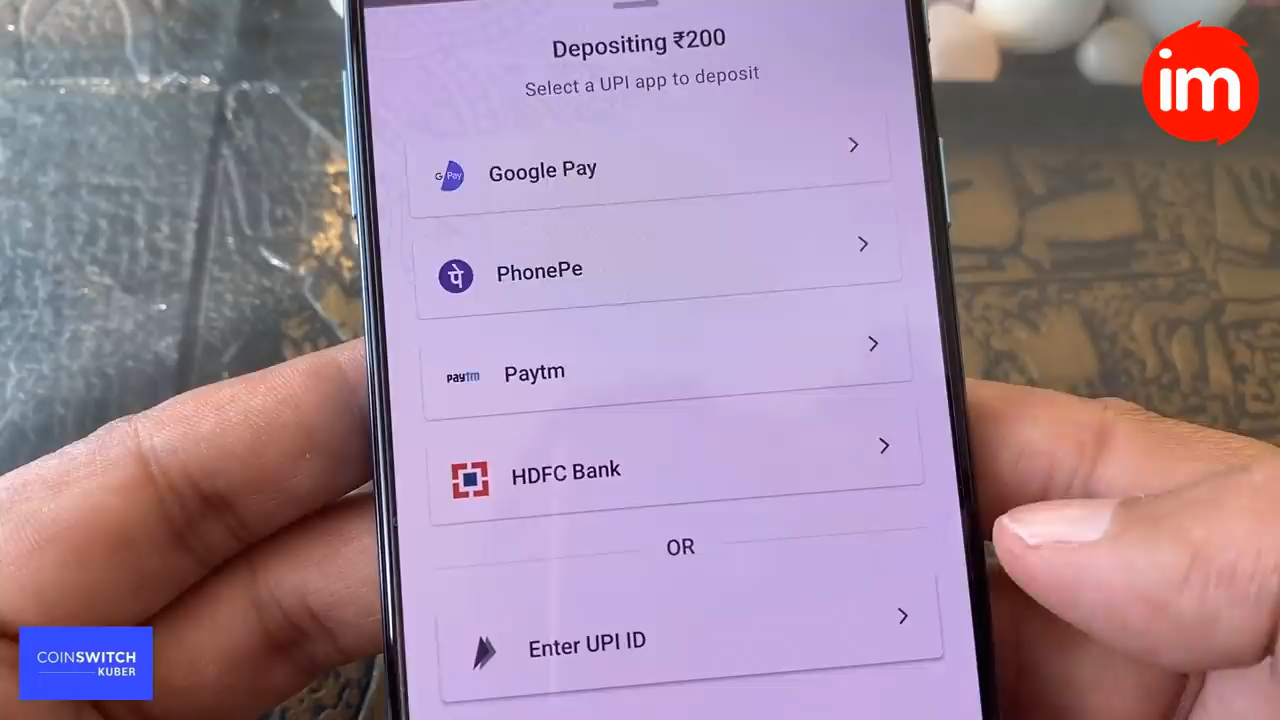 im
Depositing ₹200
Select a UPI app to deposit
G Pay
Google Pay
पे
PhonePe
paytm
Paytm
HDFC Bank
OR
Enter UPI ID
COINSWITCH
KUBER